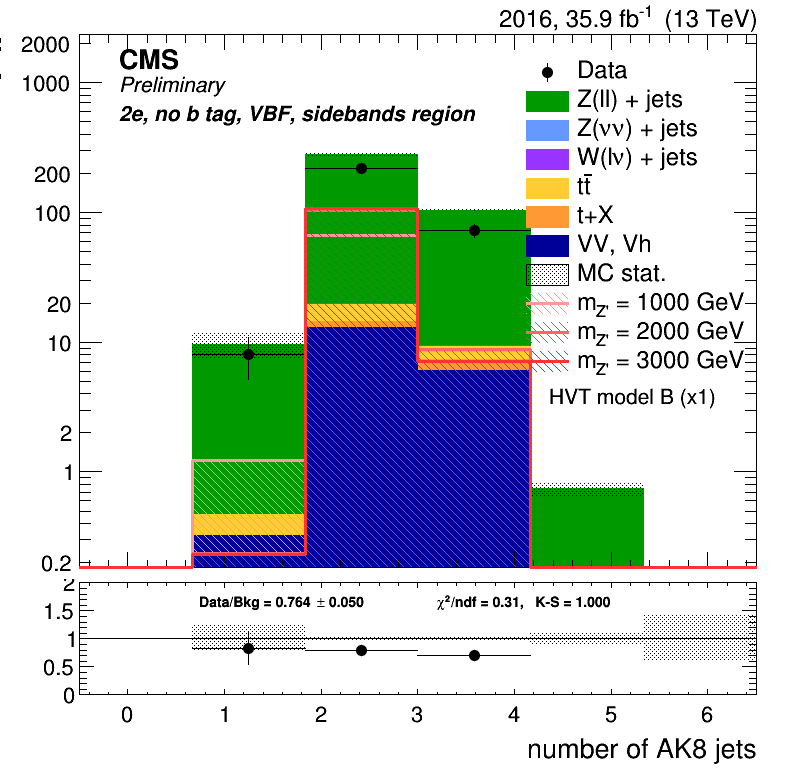 2016, 35.9 fb⁻¹ (13 TeV)
CMS
Preliminary
2e, no b tag, VBF, sidebands region
Data
Z(ll) + jets
Z(νν) + jets
W(lν) + jets
tt̄
t+X
VV, Vh
MC stat.
m_Z' = 1000 GeV
m_Z' = 2000 GeV
m_Z' = 3000 GeV
HVT model B (x1)
2000
1000
200
100
20
10
2
1
0.2
Data/Bkg = 0.764 ± 0.050 χ²/ndf = 0.31, K-S = 1.000
2
1.5
1
0.5
0
0 1 2 3 4 5 6
number of AK8 jets